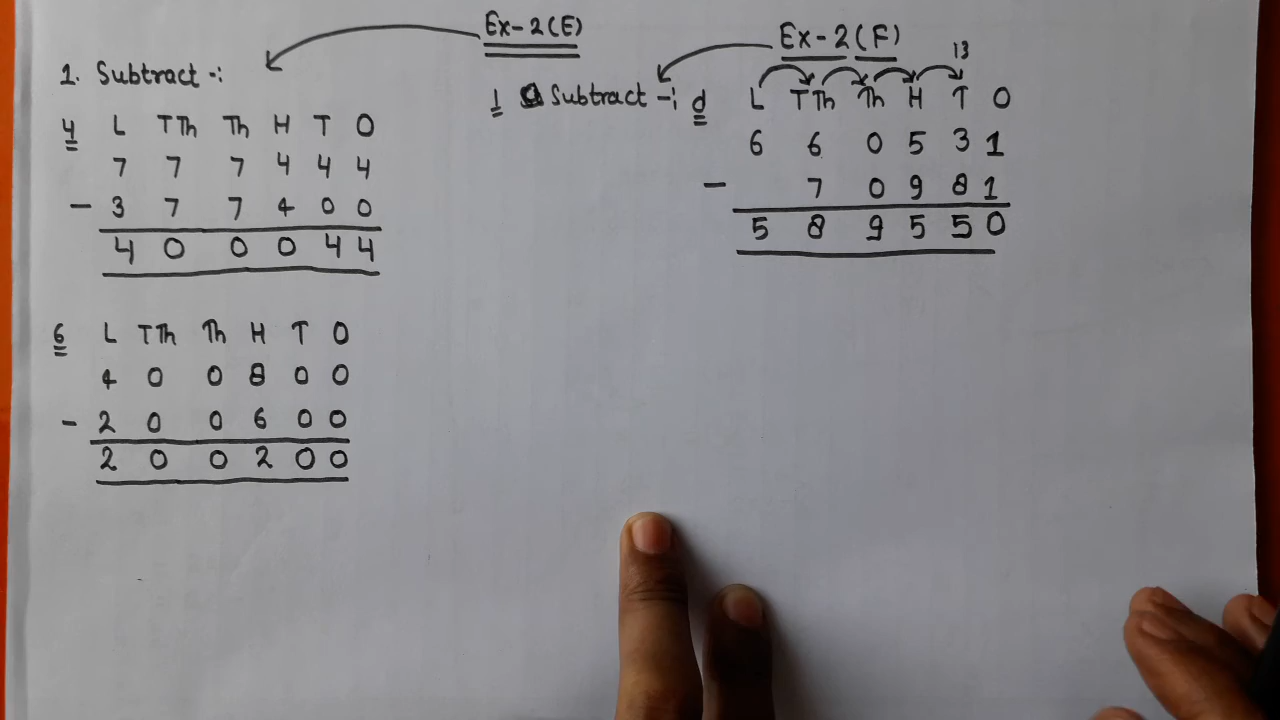 Ex-2(E)
1. Subtract -:
4 L TTh Th H T O
7 7 7 4 4 4
- 3 7 7 4 0 0
4 0 0 0 4 4
6 L TTh Th H T O
4 0 0 8 0 0
- 2 0 0 6 0 0
2 0 0 2 0 0
Ex-2(F)
13
1 Subtract -: d L TTh Th H T O
6 6 0 5 3 1
- 7 0 9 8 1
5 8 9 5 5 0